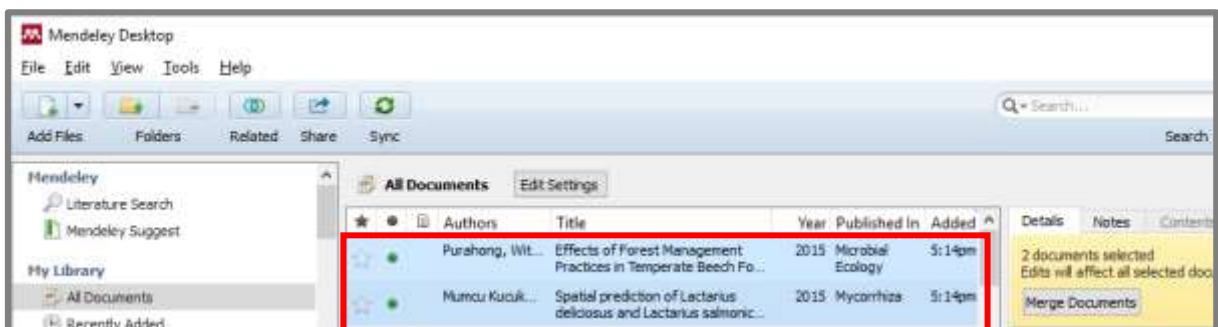 Mendeley Desktop
File Edit View Tools Help
Add Files Folders Related Share Sync
Search...
Search
Mendeley
Literature Search
Mendeley Suggest
My Library
All Documents
Recently Added
All Documents Edit Settings
Authors Title Year Published In Added
Purahong, Wit... Effects of Forest Management 2015 Microbial 5:14pm
Practices in Temperate Beech Fo... Ecology
Mumcu Kucuk... Spatial prediction of Lactarius 2015 Mycorrhiza 5:14pm
deliciosus and Lactarius salmonic...
Details Notes Contents
2 documents selected
Edits will affect all selected doc
Merge Documents